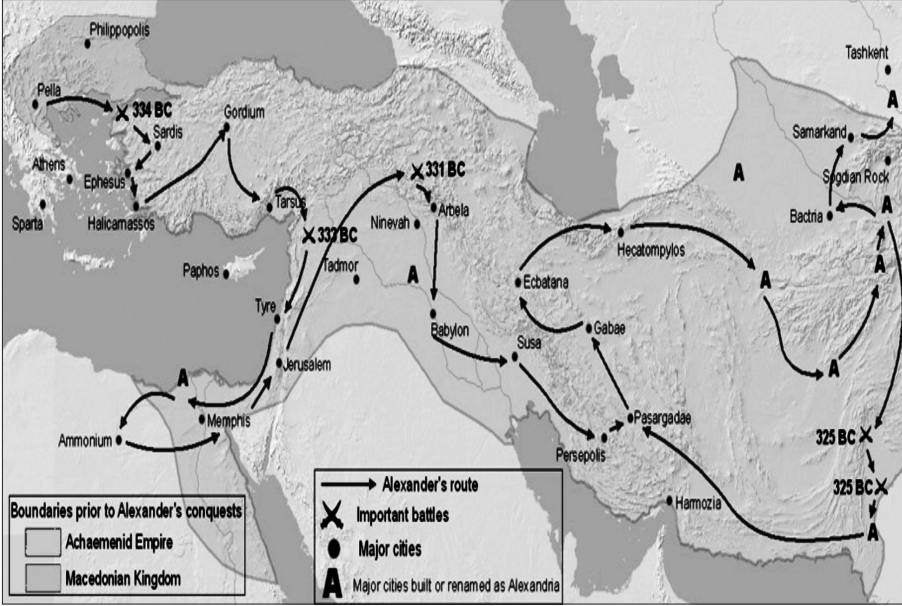 Philippopolis
Tashkent
Pella
334 BC
Gordium
A
Samarkand
Sardis
331 BC
A
Athens
Ephesus
Sogdian Rock
Sparta
Halicarnassos
Tarsus
Ninevah
Arbela
Bactria
A
333 BC
Hecatompylos
Paphos
Tadmor
A
Ecbatana
A
A
Tyre
Babylon
Gabae
Susa
Jerusalem
A
A
Memphis
Pasargadae
Ammonium
Persepolis
325 BC
325 BC
Harmozia
A
Boundaries prior to Alexander's conquests
Achaemenid Empire
Macedonian Kingdom
Alexander's route
Important battles
Major cities
A Major cities built or renamed as Alexandria